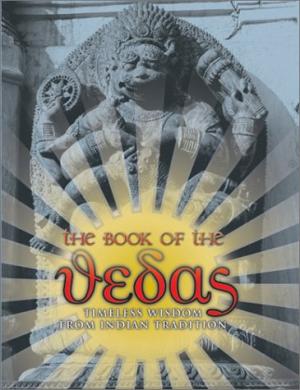 THE BOOK OF THE
VEDAS
TIMELESS WISDOM
FROM INDIAN TRADITION